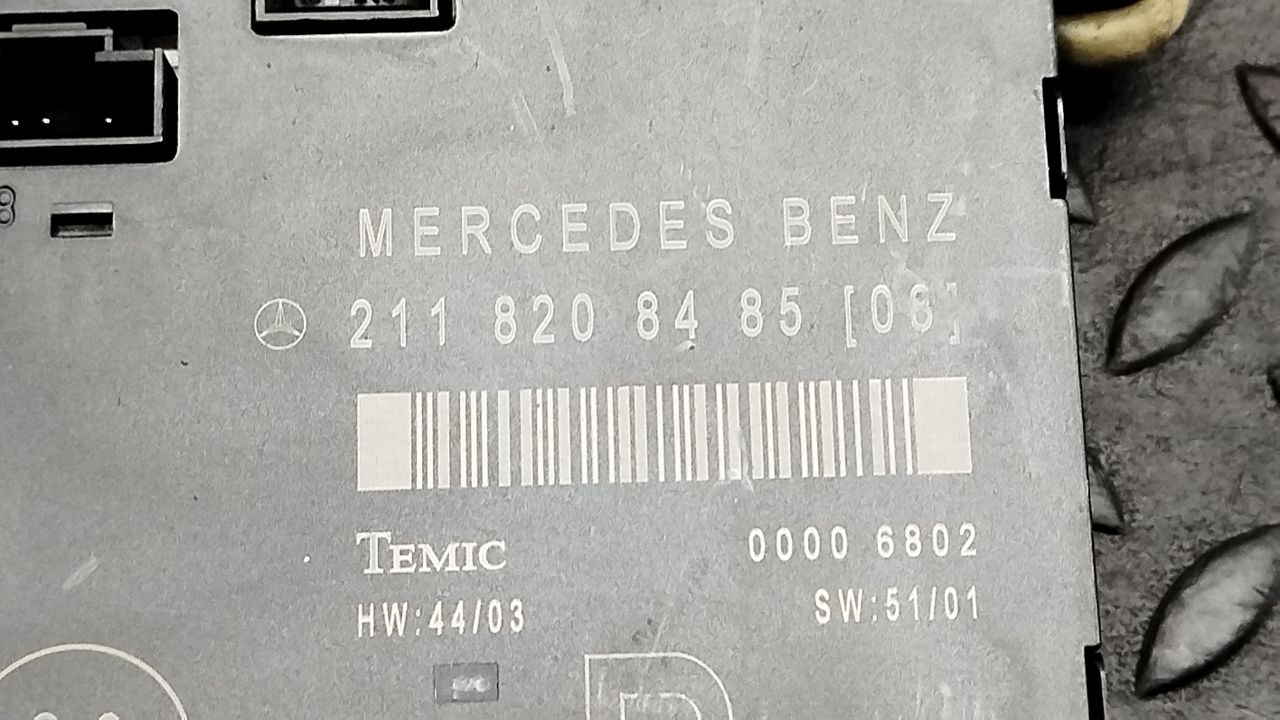 MERCEDES BENZ
211 820 84 85 [08]
TEMIC
0000 6802
HW:44/03
SW:51/01